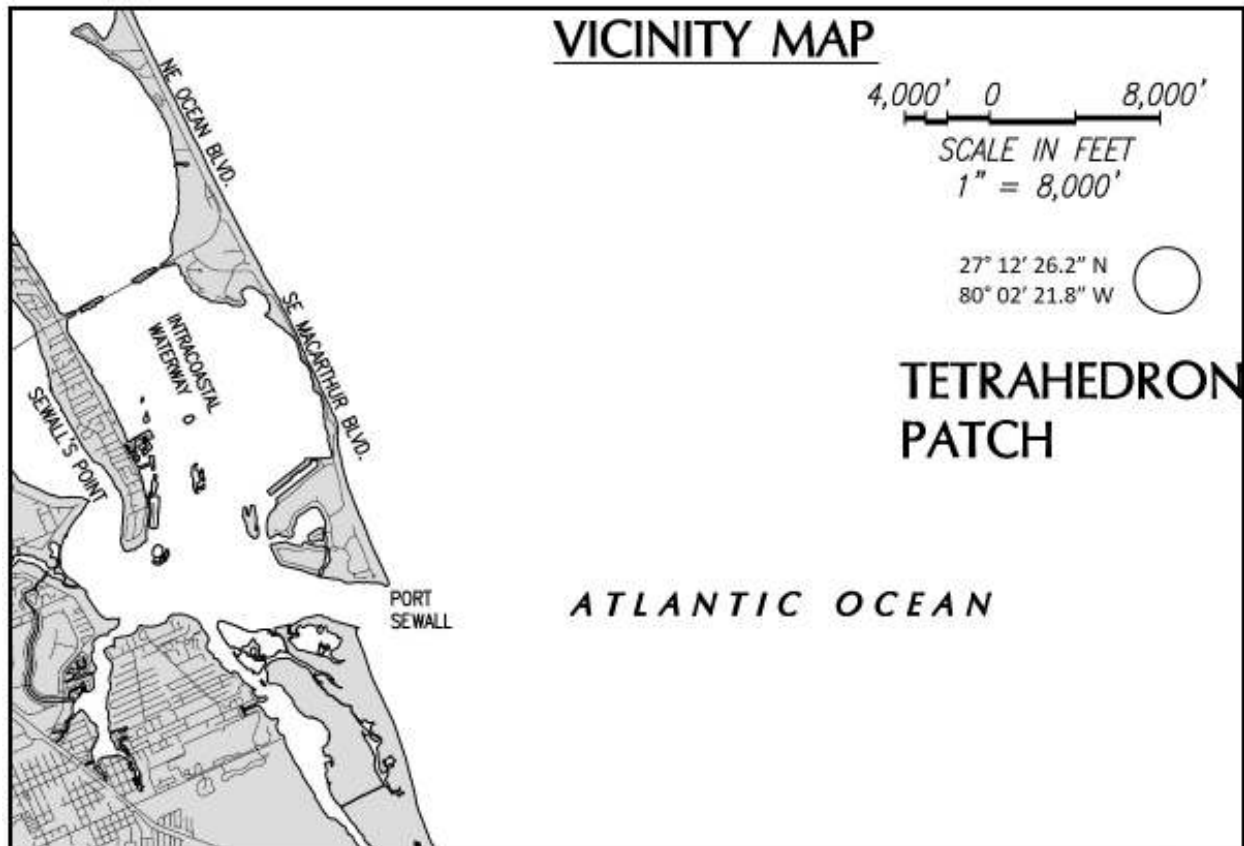 VICINITY MAP
4,000' 0 8,000'
SCALE IN FEET
1" = 8,000'
27° 12' 26.2" N
80° 02' 21.8" W
TETRAHEDRON
PATCH
NE OCEAN BLVD.
SE MACARTHUR BLVD.
INTRACOASTAL
WATERWAY
SEWALL'S POINT
PORT
SEWALL
ATLANTIC OCEAN